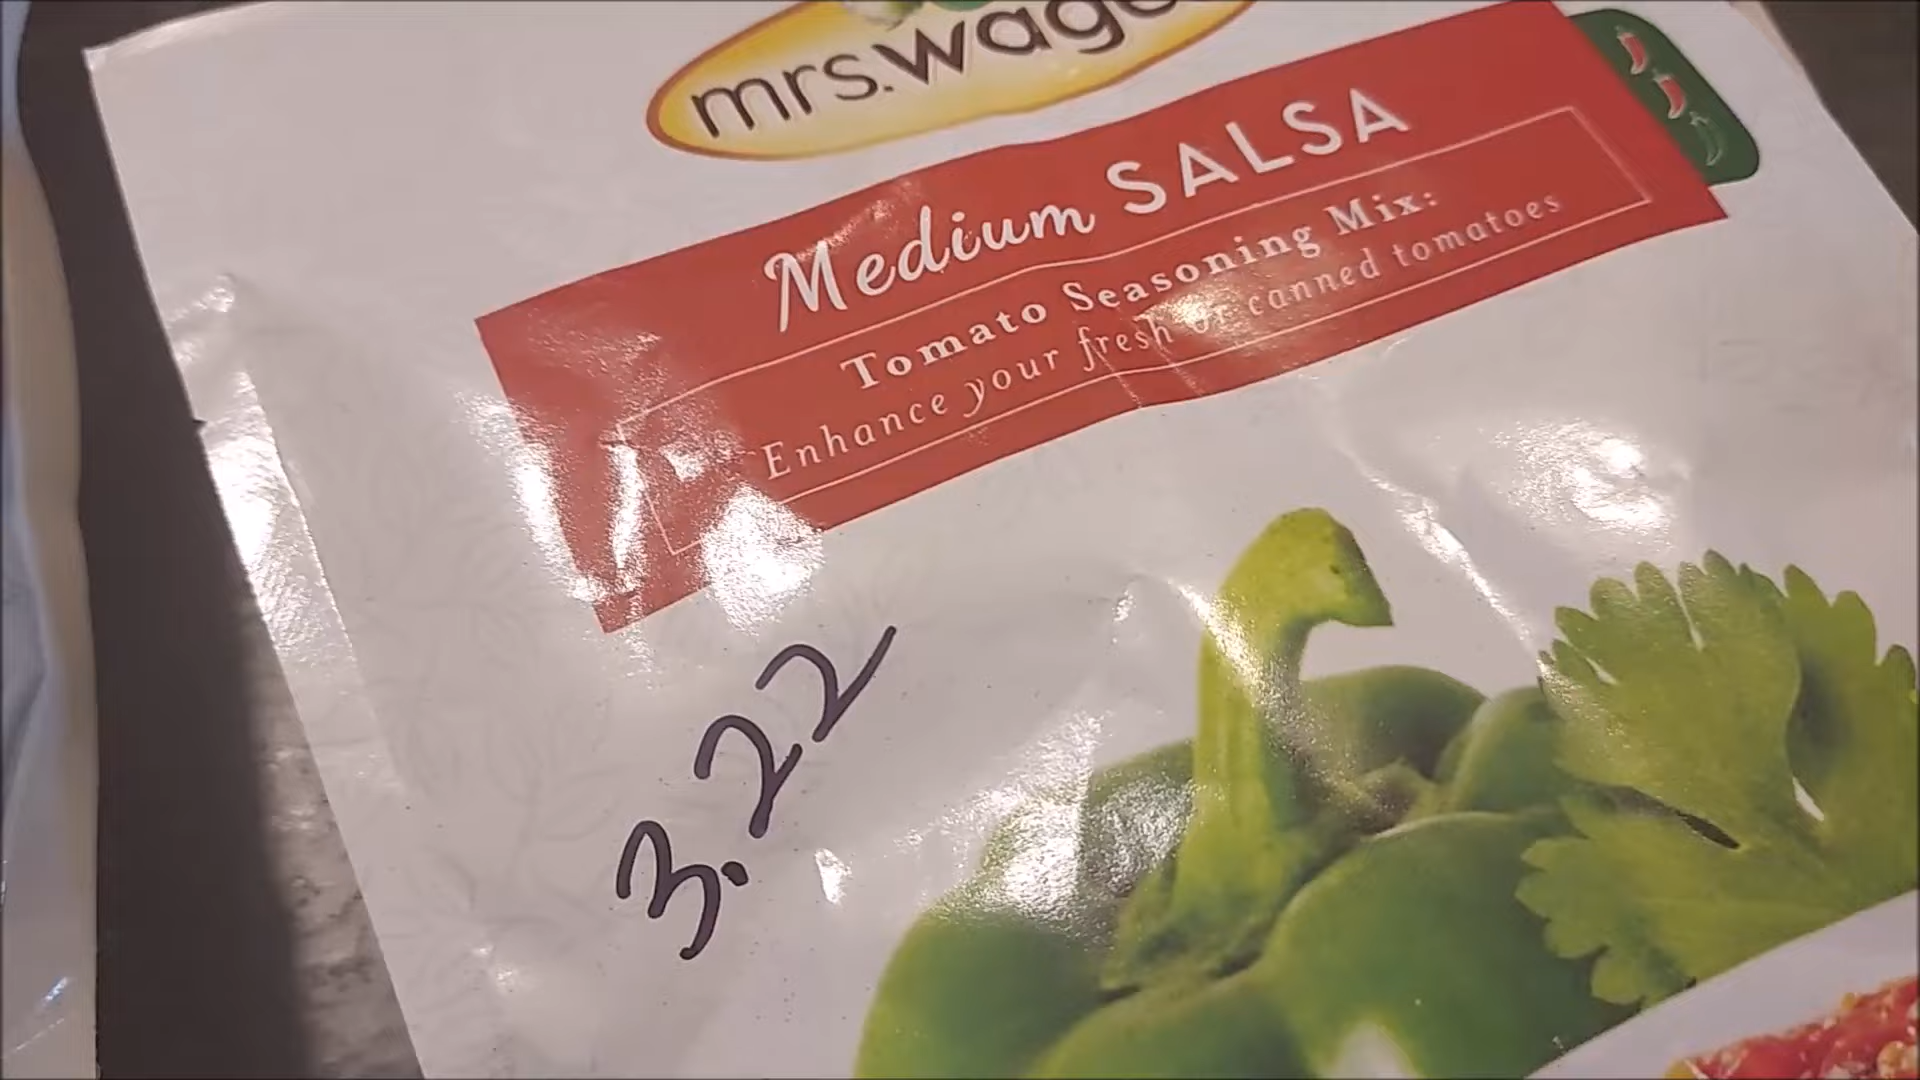 mrs.wage
Medium SALSA
Tomato Seasoning Mix:
Enhance your fresh or canned tomatoes
3.22